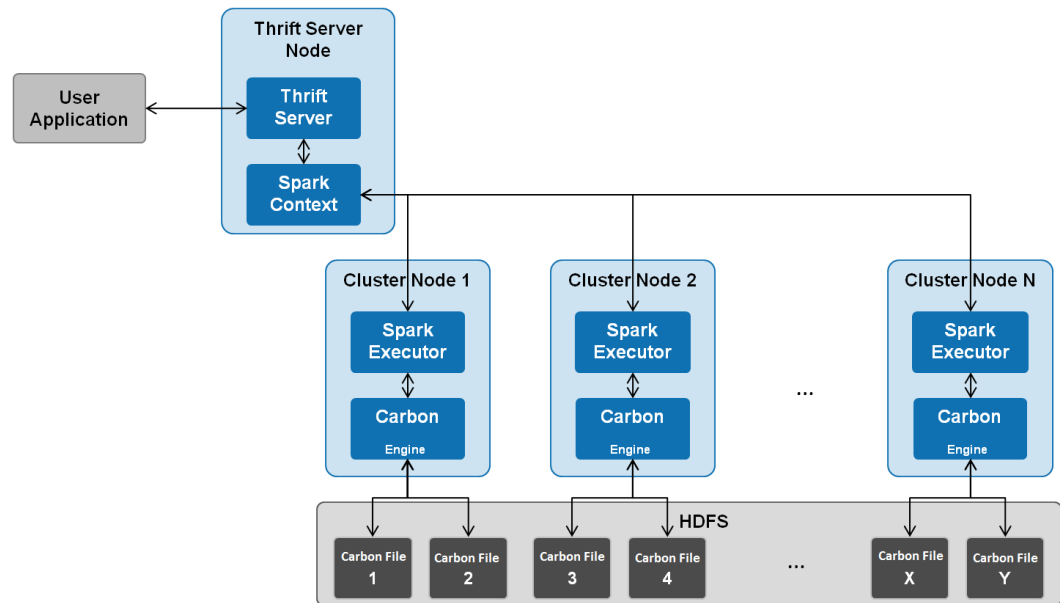 Thrift Server
Node
User
Application
Thrift
Server
Spark
Context
Cluster Node 1
Cluster Node 2
Cluster Node N
Spark
Executor
Spark
Executor
Spark
Executor
...
Carbon
Engine
Carbon
Engine
Carbon
Engine
HDFS
Carbon File
1
Carbon File
2
Carbon File
3
Carbon File
4
...
Carbon File
X
Carbon File
Y